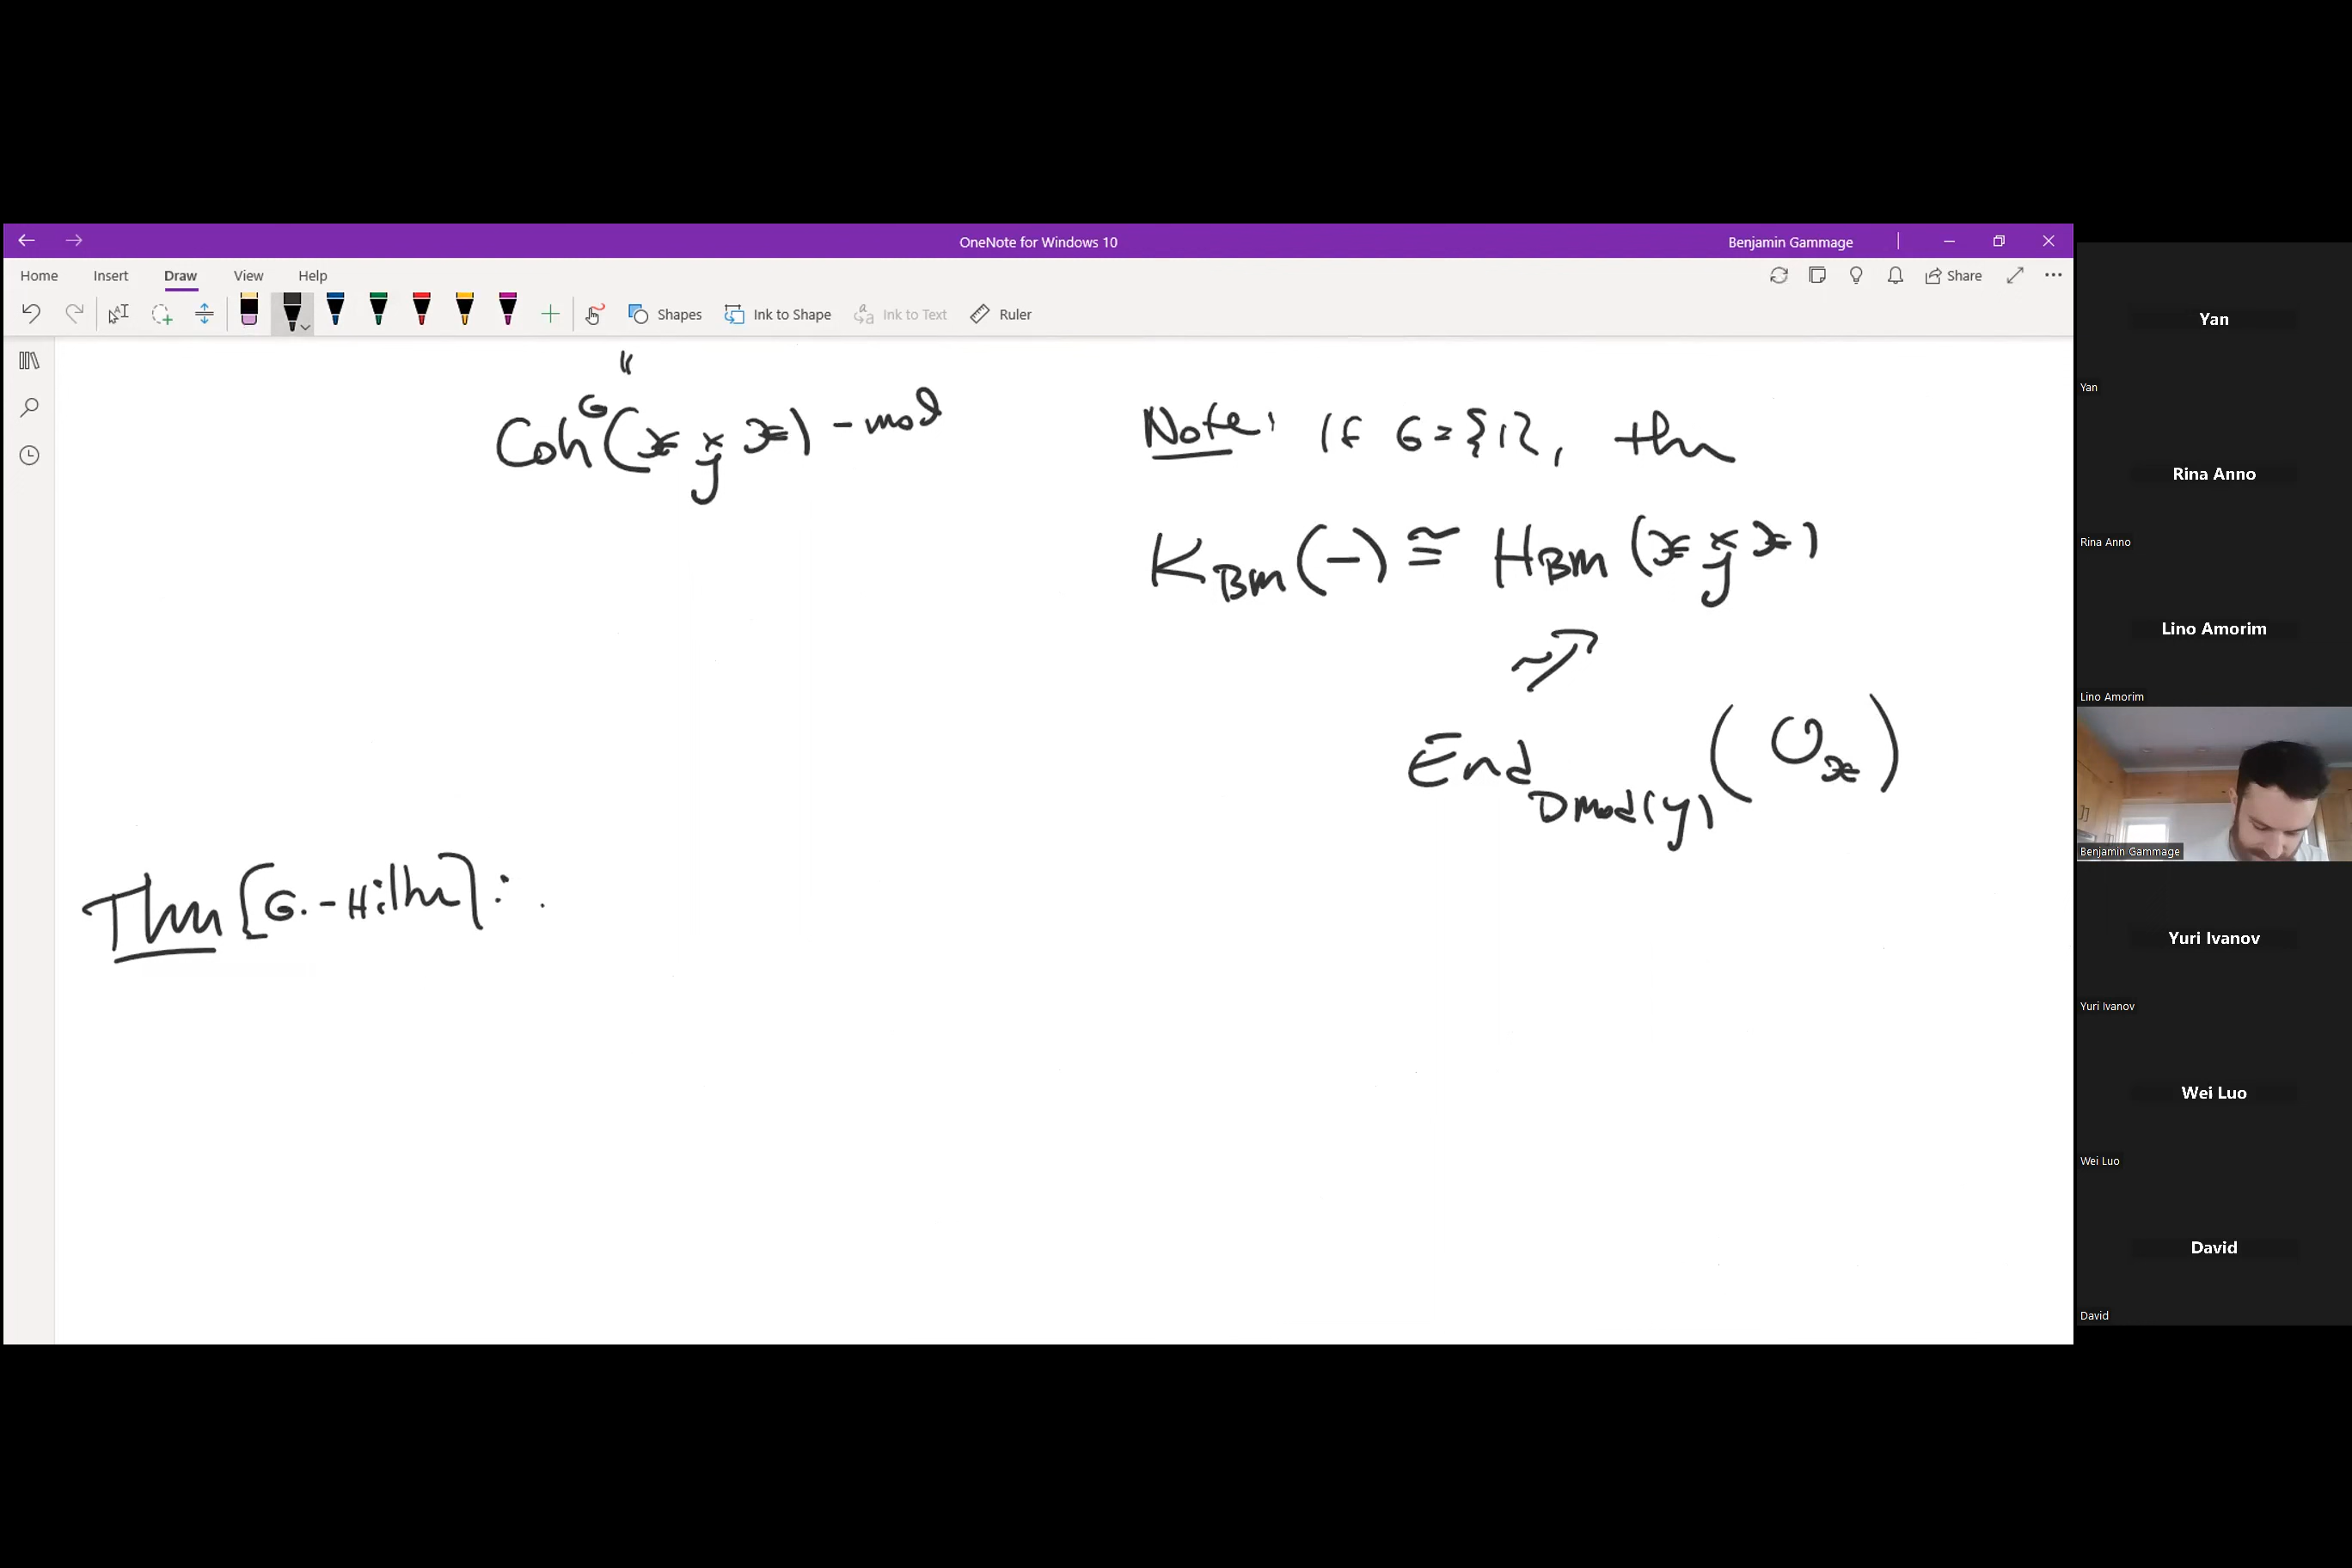 OneNote for Windows 10
Benjamin Gammage
Home Insert Draw View Help
Share
Shapes Ink to Shape Ink to Text Ruler
Coh^G(𝒳 ×_y 𝒳) - mod
Note: If G = {1}, thn
K_BM(-) ≅ H_BM(𝒳 ×_y 𝒳)
End_DMod(y)(O_𝒳)
Thm [G.-Hilbn]:
Yan
Yan
Rina Anno
Rina Anno
Lino Amorim
Lino Amorim
Benjamin Gammage
Yuri Ivanov
Yuri Ivanov
Wei Luo
Wei Luo
David
David